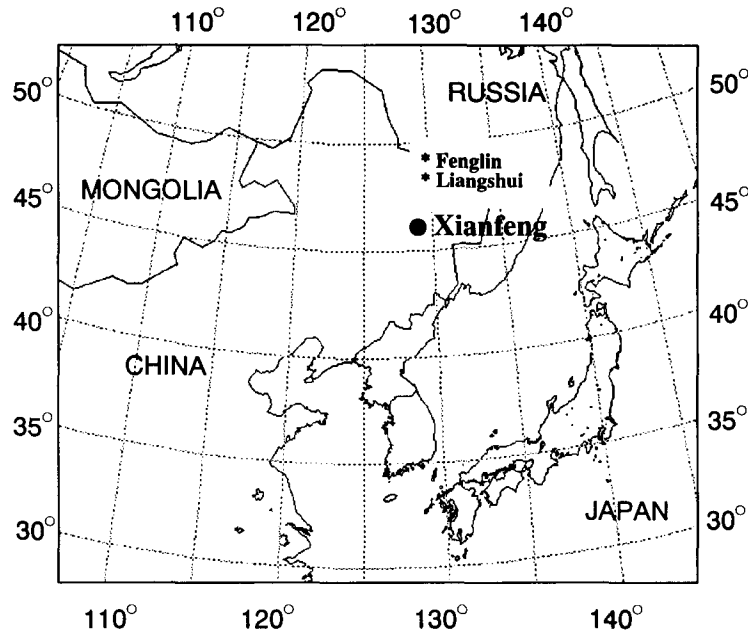 110° 120° 130° 140°
50° RUSSIA 50°
* Fenglin
* Liangshui
MONGOLIA
45° 45°
● Xianfeng
40° 40°
CHINA
35° 35°
JAPAN
30° 30°
110° 120° 130° 140°